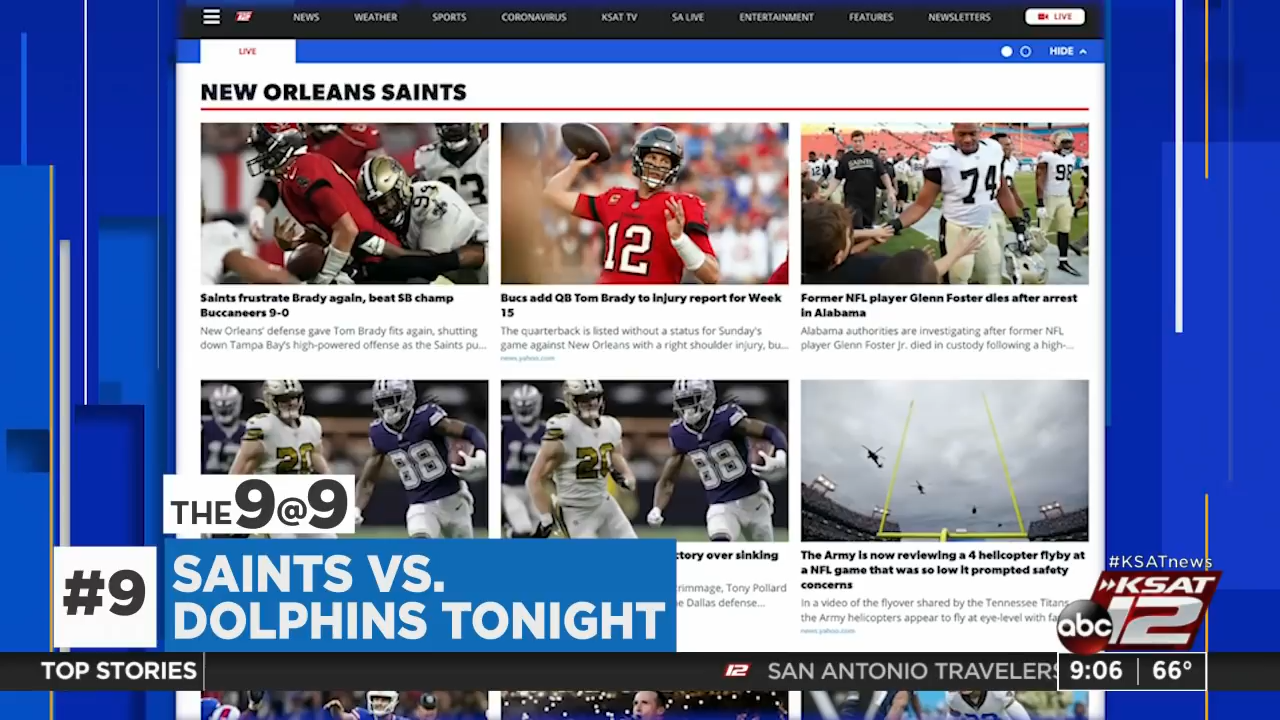 NEWS WEATHER SPORTS CORONAVIRUS KSAT TV SA LIVE ENTERTAINMENT FEATURES NEWSLETTERS LIVE
LIVE HIDE
NEW ORLEANS SAINTS
74
98
12
Saints frustrate Brady again, beat SB champ
Buccaneers 9-0
New Orleans' defense gave Tom Brady fits again, shutting
down Tampa Bay's high-powered offense as the Saints pu...
Bucs add QB Tom Brady to injury report for Week
15
The quarterback is listed without a status for Sunday's
game against New Orleans with a right shoulder injury, bu...
news.yahoo.com
Former NFL player Glenn Foster dies after arrest
in Alabama
Alabama authorities are investigating after former NFL
player Glenn Foster Jr. died in custody following a high-...
20
88
20
88
ctory over sinking
crimmage, Tony Pollard
e Dallas defense...
The Army is now reviewing a 4 helicopter flyby at
a NFL game that was so low it prompted safety
concerns
In a video of the flyover shared by the Tennessee Titans,
the Army helicopters appear to fly at eye-level with fa
news.yahoo.com
THE 9@9
#9
SAINTS VS.
DOLPHINS TONIGHT
#KSATnews
KSAT
abc 12
TOP STORIES
12 SAN ANTONIO TRAVELERS
9:06 66°